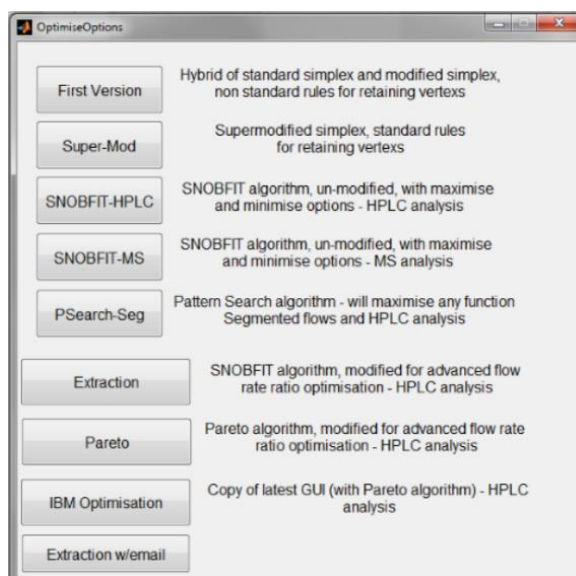 OptimiseOptions
First Version
Hybrid of standard simplex and modified simplex,
non standard rules for retaining vertexs
Super-Mod
Supermodified simplex, standard rules
for retaining vertexs
SNOBFIT-HPLC
SNOBFIT algorithm, un-modified, with maximise
and minimise options - HPLC analysis
SNOBFIT-MS
SNOBFIT algorithm, un-modified, with maximise
and minimise options - MS analysis
PSearch-Seg
Pattern Search algorithm - will maximise any function
Segmented flows and HPLC analysis
Extraction
SNOBFIT algorithm, modified for advanced flow
rate ratio optimisation - HPLC analysis
Pareto
Pareto algorithm, modified for advanced flow rate
ratio optimisation - HPLC analysis
IBM Optimisation
Copy of latest GUI (with Pareto algorithm) - HPLC
analysis
Extraction w/email